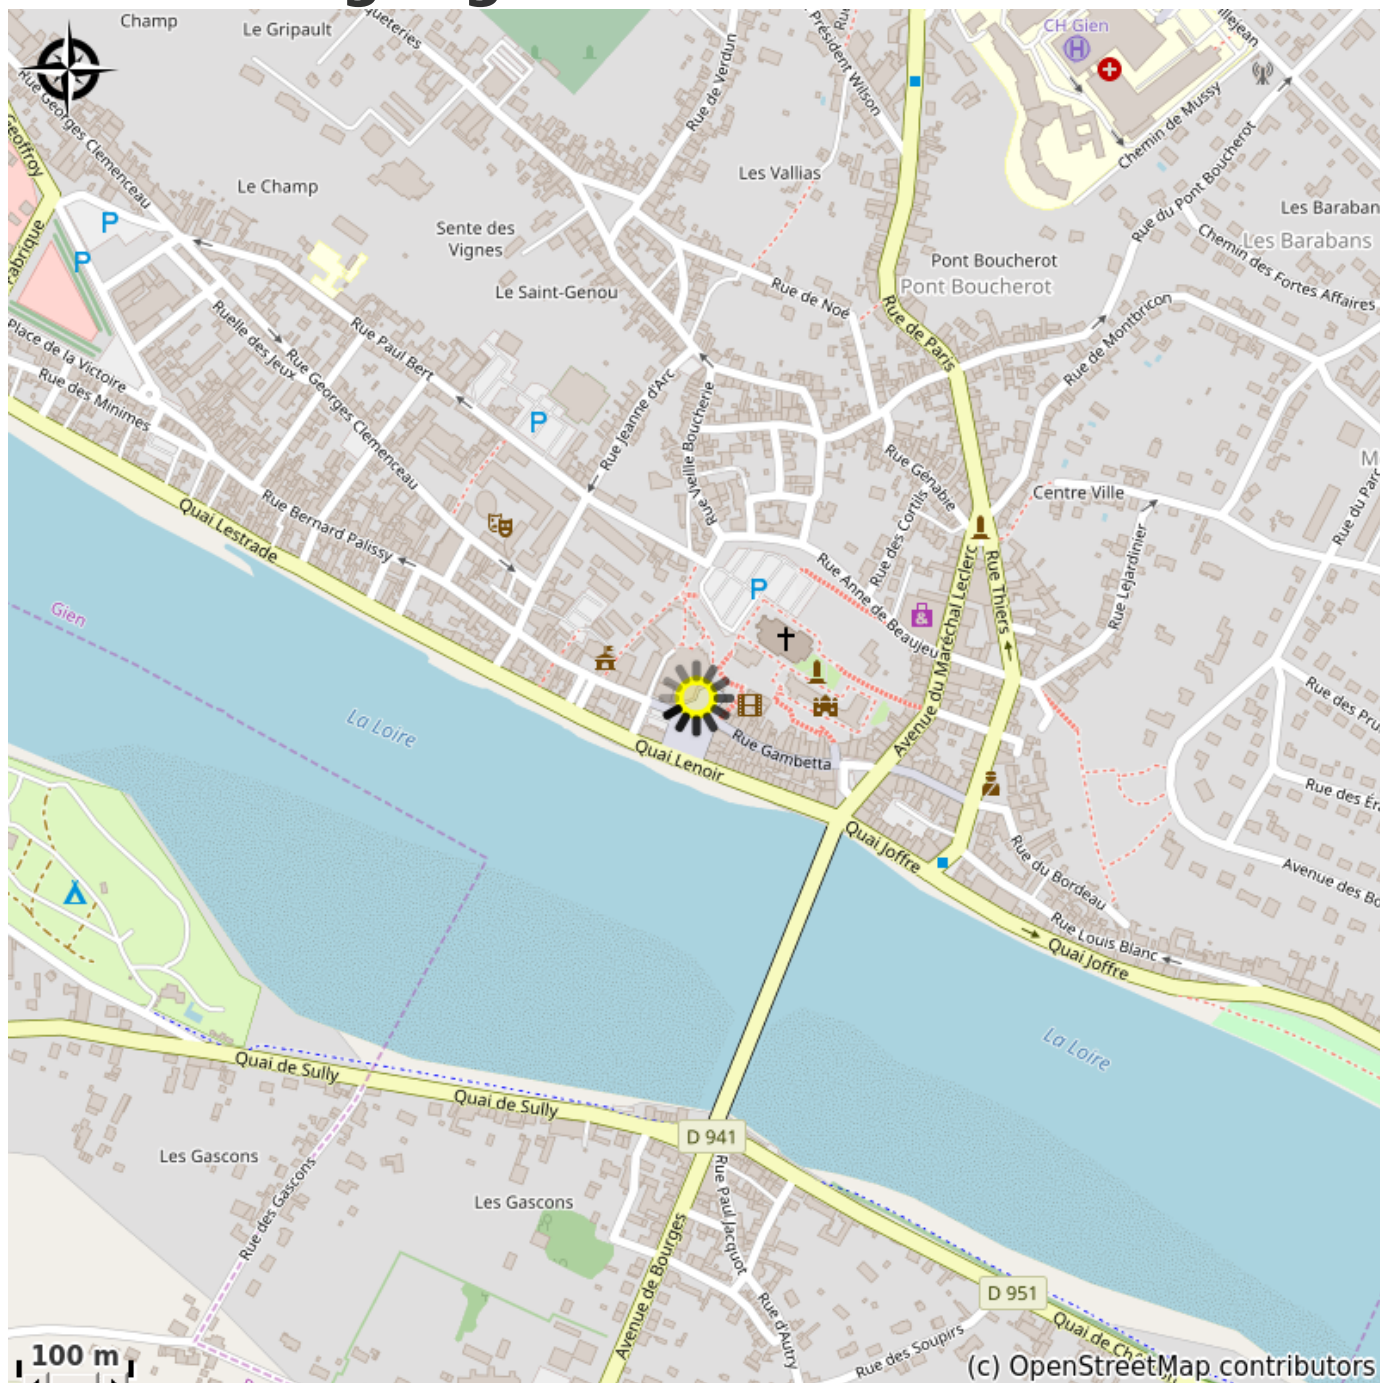 Champ
Le Gripault
queteries
Rue de Verdun
Président Wilson
Rue
CH Gien
H
illejean
Rue Georges Clemenceau
Geoffroy
Chemin de Mussy
Les Vallias
Rue du Pont Boucherot
Le Champ
P
P
Sente des
Vignes
Les Baraban
Les Barabans
Chemin des Fortes Affaires
Pont Boucherot
Pont Boucherot
abrique
Le Saint-Genou
Rue de Noé
Rue de Paris
Rue de Montbricon
Ruelle des Jeux
Rue Paul Bert
Place de la Victoire
Rue des Minimes
Rue Georges Clemenceau
Rue Jeanne d'Arc
Rue Vieille Boucherie
P
Rue Génabie
Rue des Cortils
Centre Ville
M
Rue du Parc
Quai Lestrade
Rue Bernard Palissy
Rue Anne de Beaujeu
P
Avenue du Maréchal Leclerc
Rue Thiers
Rue Lejardinier
&
Gien
La Loire
Quai Lenoir
Rue Gambetta
Rue des Pru
Rue des Éra
Quai Joffre
Rue du Bordeau
Avenue des Bo
Rue Louis Blanc
Quai Joffre
La Loire
Quai de Sully
Quai de Sully
D 941
Les Gascons
Rue des Gascons
Les Gascons
Rue Paul Jacquot
Avenue de Bourges
Rue d'Autry
D 951
Rue des Soupirs
Quai de Ch
100 m
(c) OpenStreetMap contributors